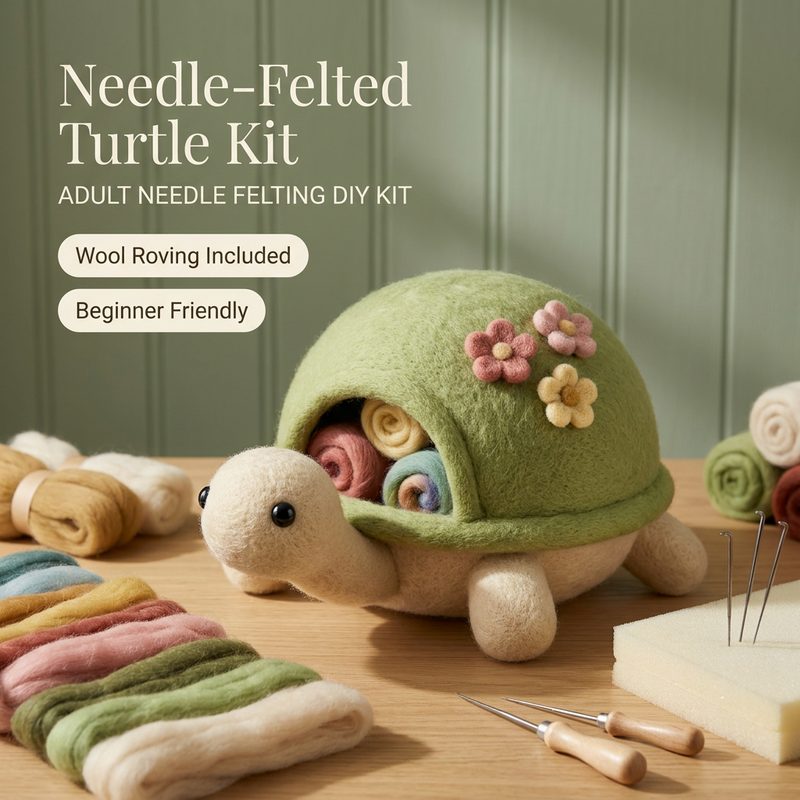 Needle-Felted
Turtle Kit
ADULT NEEDLE FELTING DIY KIT
Wool Roving Included
Beginner Friendly